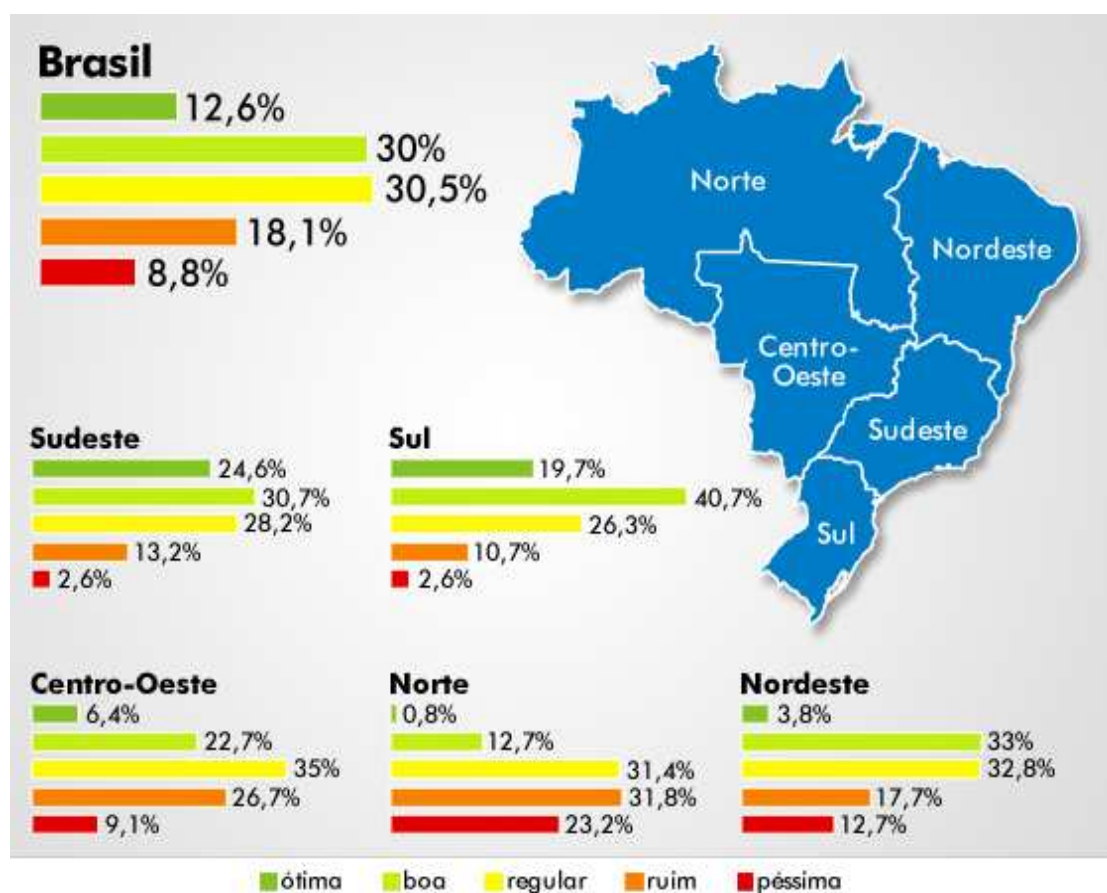 Brasil
12,6%
30%
30,5%
18,1%
8,8%
Norte
Nordeste
Centro-
Oeste
Sudeste
Sul
Sudeste
24,6%
30,7%
28,2%
13,2%
2,6%
Sul
19,7%
40,7%
26,3%
10,7%
2,6%
Centro-Oeste
6,4%
22,7%
35%
26,7%
9,1%
Norte
0,8%
12,7%
31,4%
31,8%
23,2%
Nordeste
3,8%
33%
32,8%
17,7%
12,7%
ótima boa regular ruim péssima